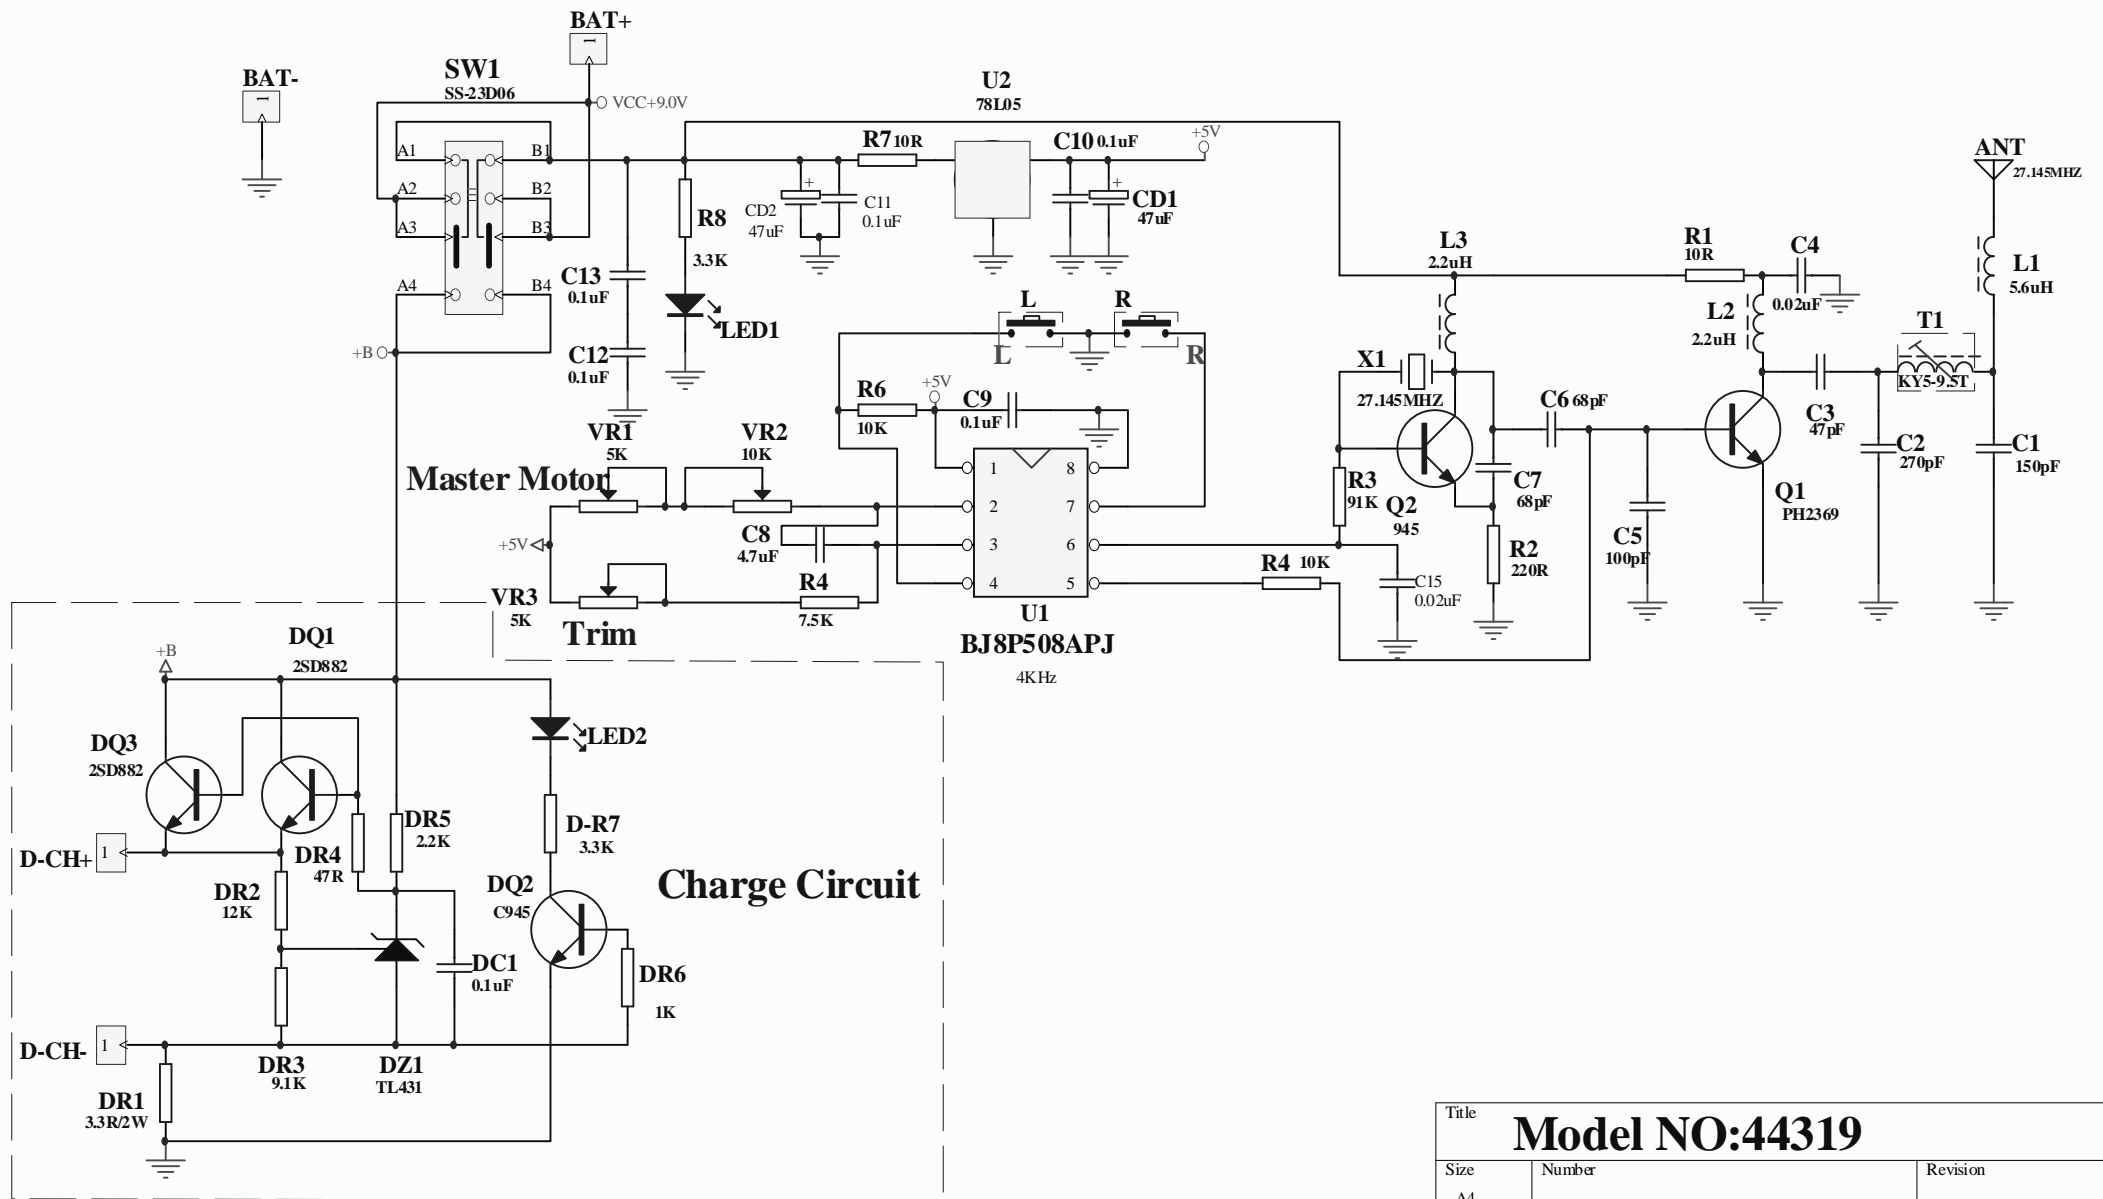 BAT+
1
BAT-
1
SW1
SS-23D06
VCC+9.0V
A1
A2
A3
A4
B1
B2
B3
B4
+B
U2
78L05
R7 10R
C10 0.1uF
+5V
CD2
47uF
C11
0.1uF
CD1
47uF
R8
3.3K
C13
0.1uF
C12
0.1uF
LED1
L
R
L
R
R6
10K
+5V
C9
0.1uF
VR1
5K
VR2
10K
Master Motor
+5V
C8
4.7uF
R4
7.5K
VR3
5K
Trim
1
2
3
4
8
7
6
5
U1
BJ8P508APJ
4KHz
ANT
27.145MHZ
L3
2.2uH
R1
10R
C4
0.02uF
L1
5.6uH
L2
2.2uH
T1
KY5-9.5T
X1
27.145MHZ
C6 68pF
C3
47pF
C2
270pF
C1
150pF
R3
91K
Q2
945
C7
68pF
Q1
PH2369
C5
100pF
R2
220R
R4 10K
C15
0.02uF
+B
DQ1
2SD882
DQ3
2SD882
LED2
D-CH+
1
DR4
47R
DR5
2.2K
D-R7
3.3K
DR2
12K
DQ2
C945
Charge Circuit
DC1
0.1uF
DR6
1K
D-CH-
1
DR3
9.1K
DZ1
TL431
DR1
3.3R/2W
Title
Model NO:44319
Size
Number
Revision
A4